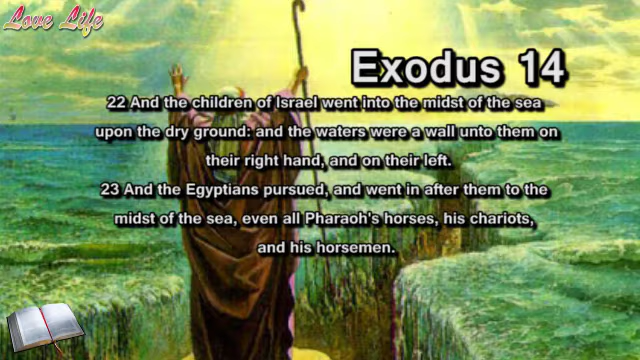 Love Life
Exodus 14
22 And the children of Israel went into the midst of the sea
upon the dry ground: and the waters were a wall unto them on
their right hand, and on their left.
23 And the Egyptians pursued, and went in after them to the
midst of the sea, even all Pharaoh's horses, his chariots,
and his horsemen.